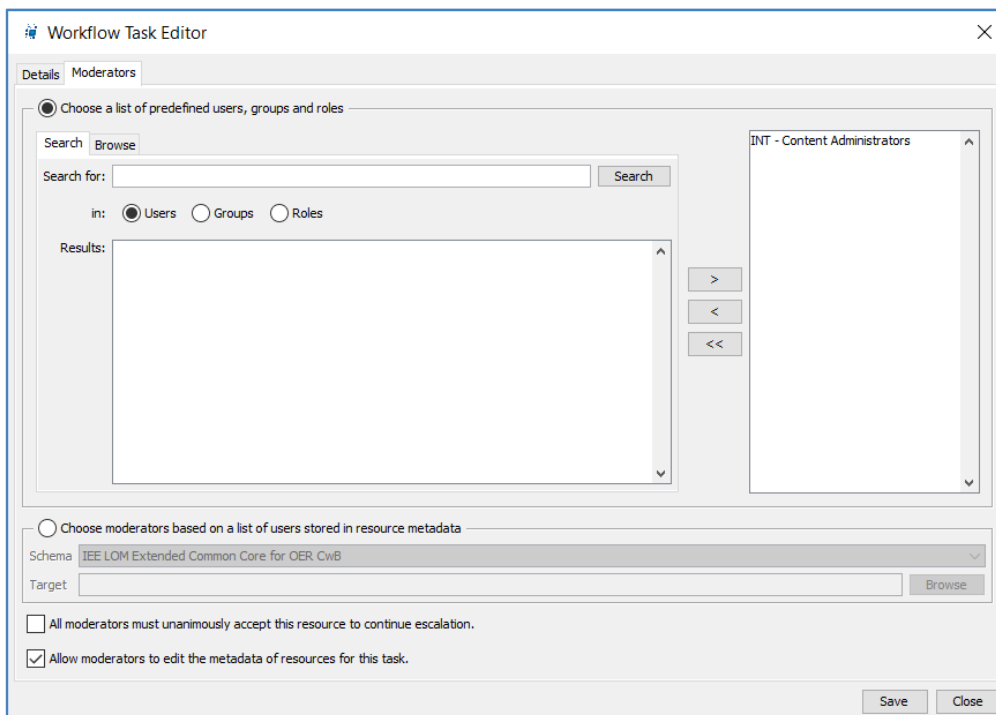 Workflow Task Editor
Details Moderators
Choose a list of predefined users, groups and roles
Search Browse
Search for: Search
in: Users Groups Roles
Results:
INT - Content Administrators
>
<
<<
Choose moderators based on a list of users stored in resource metadata
Schema IEE LOM Extended Common Core for OER CwB
Target Browse
All moderators must unanimously accept this resource to continue escalation.
Allow moderators to edit the metadata of resources for this task.
Save Close